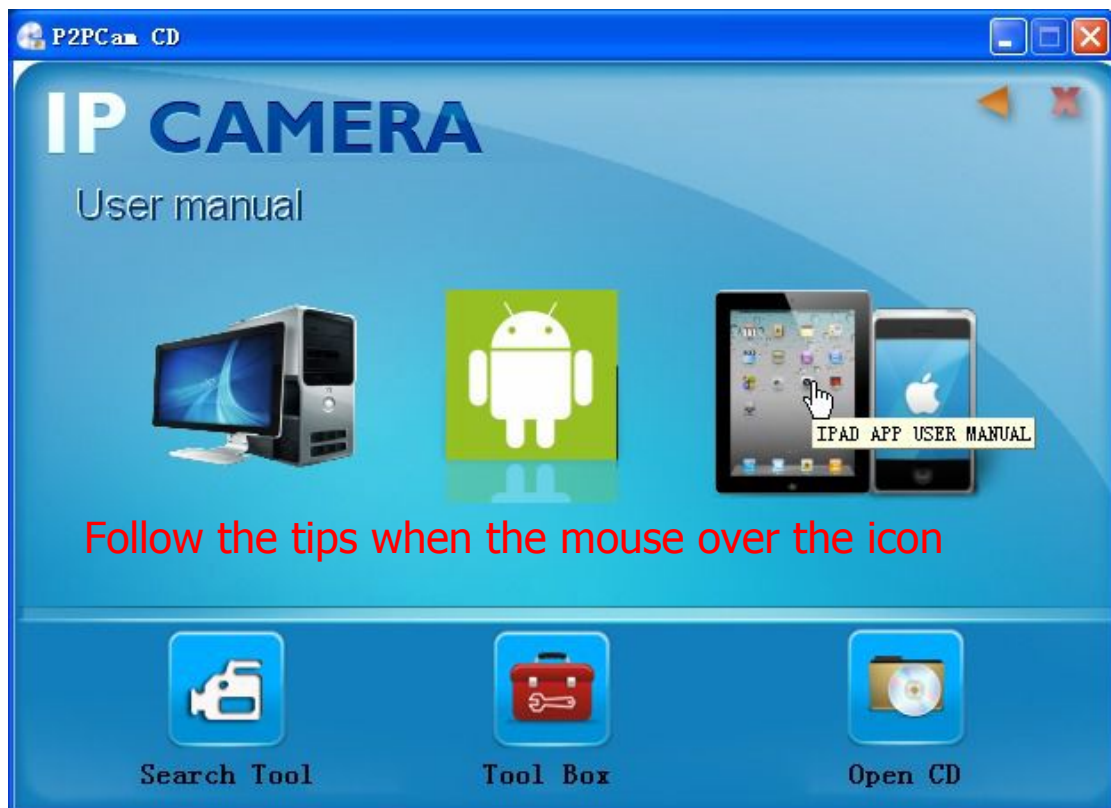 P2PCam CD
IP CAMERA
User manual
IPAD APP USER MANUAL
Follow the tips when the mouse over the icon
Search Tool
Tool Box
Open CD